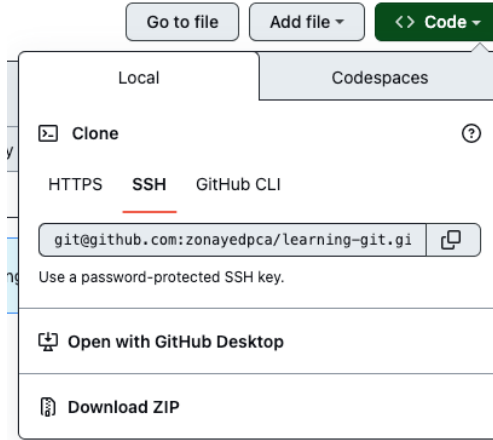 Go to file Add file <> Code
Local Codespaces
Clone
HTTPS SSH GitHub CLI
git@github.com:zonayedpca/learning-git.gi
Use a password-protected SSH key.
Open with GitHub Desktop
Download ZIP